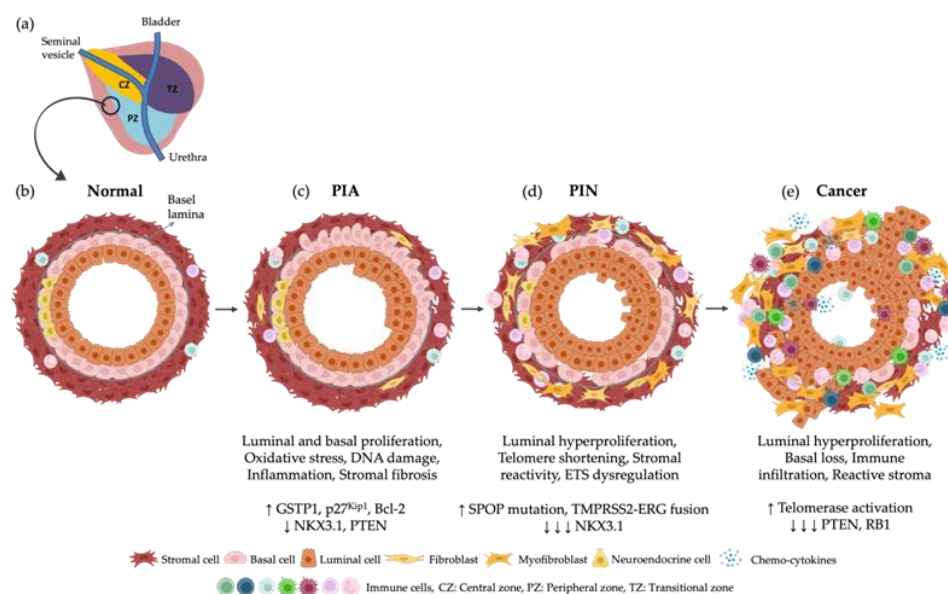 (a)
Bladder
Seminal
vesicle
CZ
TZ
PZ
Urethra
(b) Normal
Basel
lamina
(c) PIA
(d) PIN
(e) Cancer
Luminal and basal proliferation,
Oxidative stress, DNA damage,
Inflammation, Stromal fibrosis
↑ GSTP1, p27Kip1, Bcl-2
↓ NKX3.1, PTEN
Luminal hyperproliferation,
Telomere shortening, Stromal
reactivity, ETS dysregulation
↑ SPOP mutation, TMPRSS2-ERG fusion
↓↓↓ NKX3.1
Luminal hyperproliferation,
Basal loss, Immune
infiltration, Reactive stroma
↑ Telomerase activation
↓↓↓ PTEN, RB1
Stromal cell Basal cell Luminal cell Fibroblast Myofibroblast Neuroendocrine cell Chemo-cytokines
Immune cells, CZ: Central zone, PZ: Peripheral zone, TZ: Transitional zone